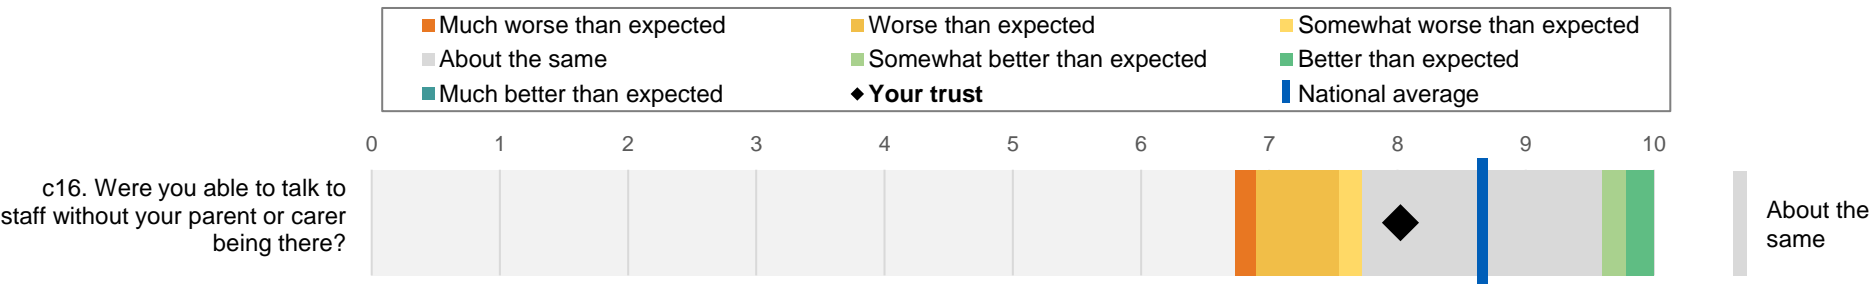 Much worse than expected Worse than expected Somewhat worse than expected
About the same Somewhat better than expected Better than expected
Much better than expected Your trust National average
0 1 2 3 4 5 6 7 8 9 10
c16. Were you able to talk to
staff without your parent or carer
being there?
About the
same